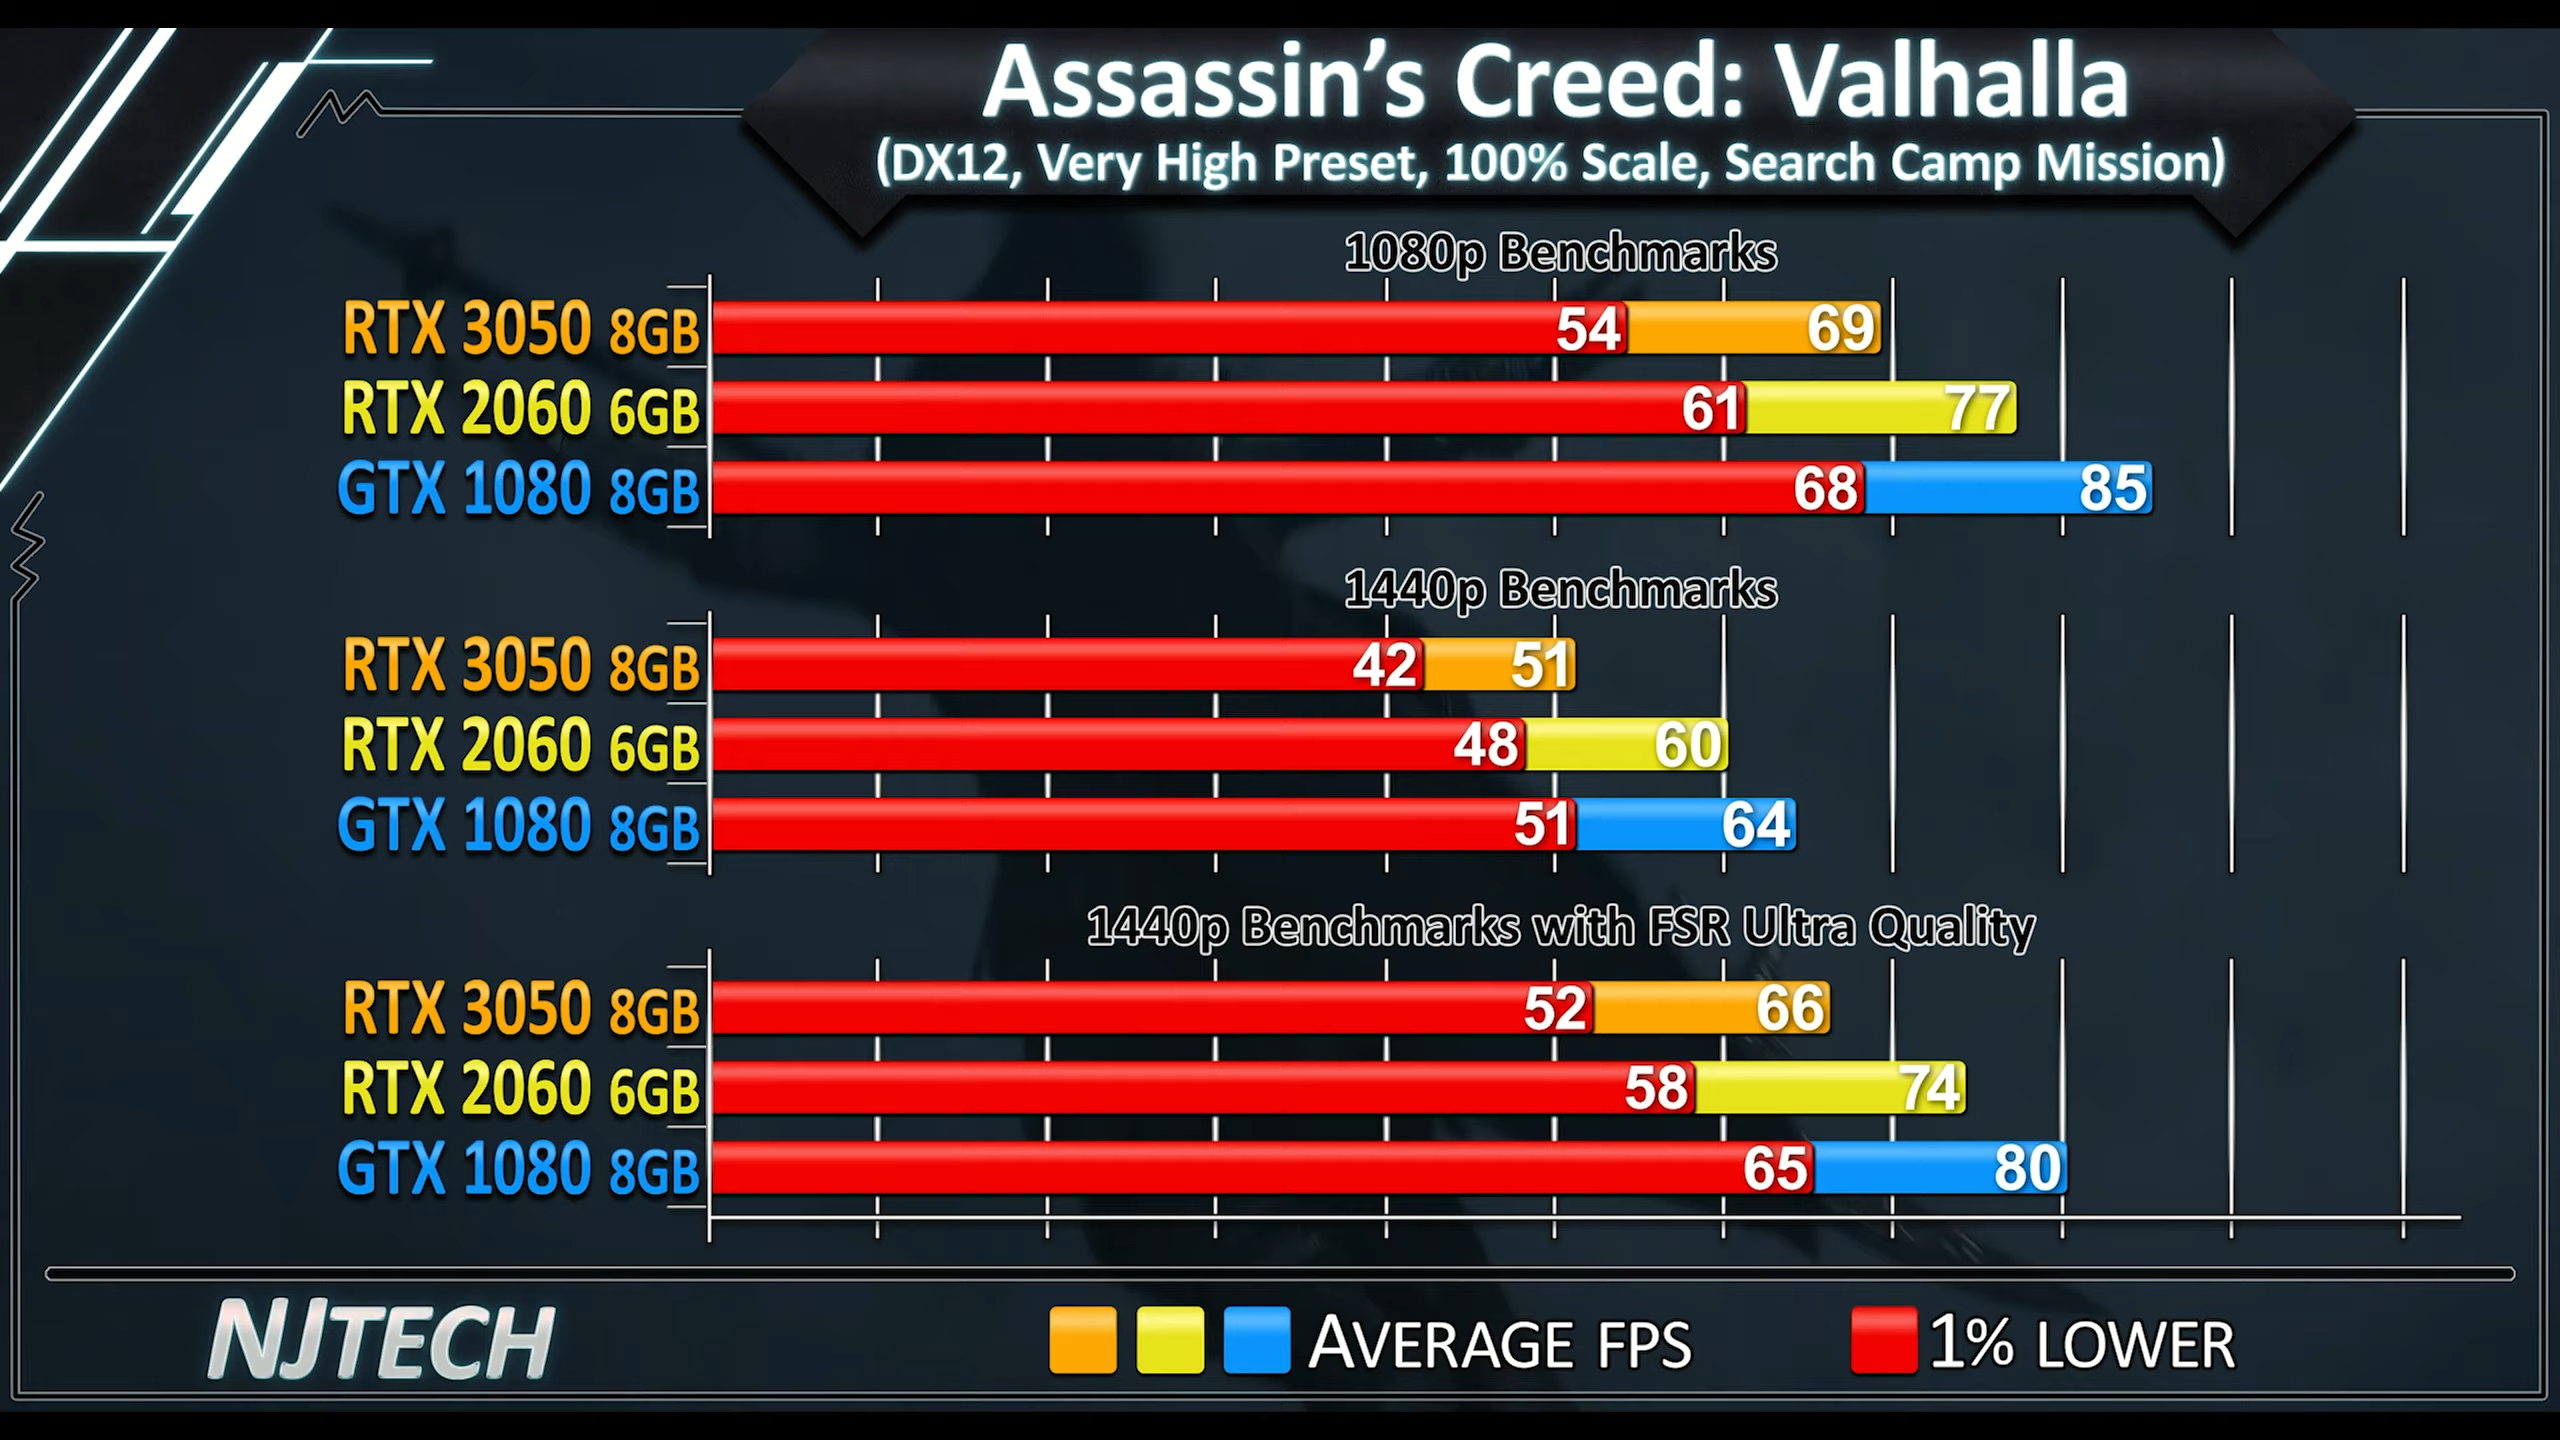 Assassin's Creed: Valhalla
(DX12, Very High Preset, 100% Scale, Search Camp Mission)
1080p Benchmarks
RTX 3050 8GB 54 69
RTX 2060 6GB 61 77
GTX 1080 8GB 68 85
1440p Benchmarks
RTX 3050 8GB 42 51
RTX 2060 6GB 48 60
GTX 1080 8GB 51 64
1440p Benchmarks with FSR Ultra Quality
RTX 3050 8GB 52 66
RTX 2060 6GB 58 74
GTX 1080 8GB 65 80
NJTECH AVERAGE FPS 1% LOWER